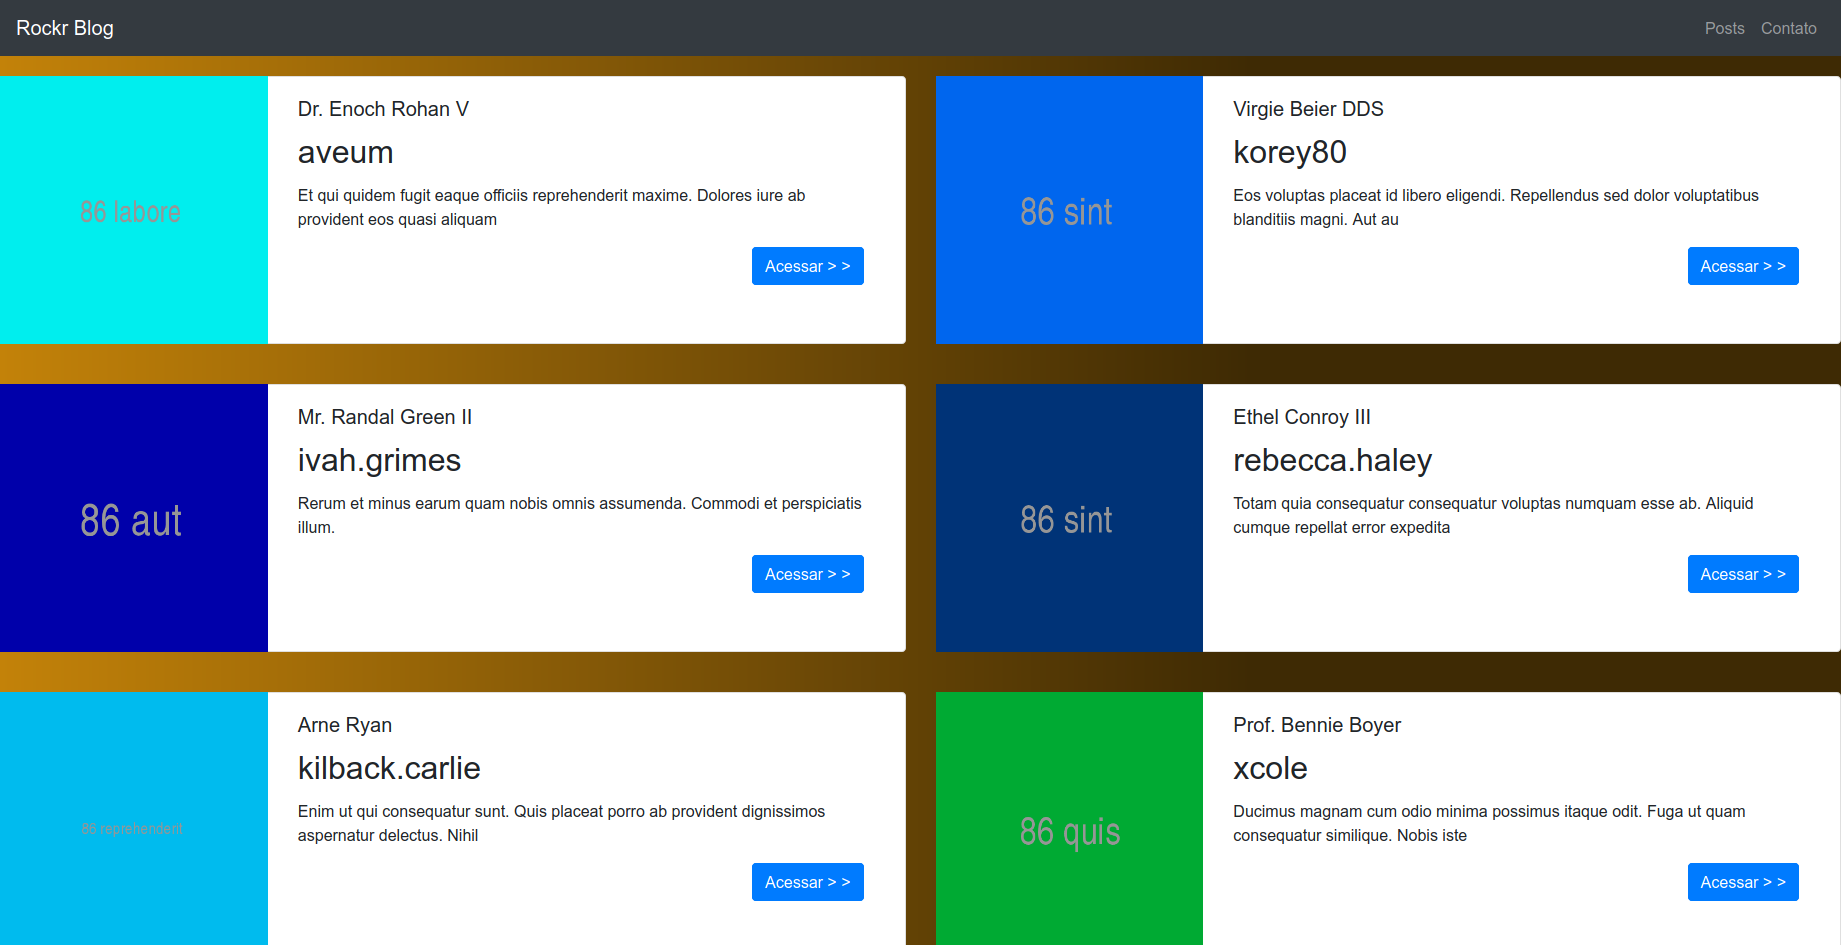 Rockr Blog
Posts Contato
86 labore
Dr. Enoch Rohan V
aveum
Et qui quidem fugit eaque officiis reprehenderit maxime. Dolores iure ab
provident eos quasi aliquam
Acessar > >
86 sint
Virgie Beier DDS
korey80
Eos voluptas placeat id libero eligendi. Repellendus sed dolor voluptatibus
blanditiis magni. Aut au
Acessar > >
86 aut
Mr. Randal Green II
ivah.grimes
Rerum et minus earum quam nobis omnis assumenda. Commodi et perspiciatis
illum.
Acessar > >
86 sint
Ethel Conroy III
rebecca.haley
Totam quia consequatur consequatur voluptas numquam esse ab. Aliquid
cumque repellat error expedita
Acessar > >
86 reprehenderit
Arne Ryan
kilback.carlie
Enim ut qui consequatur sunt. Quis placeat porro ab provident dignissimos
aspernatur delectus. Nihil
Acessar > >
86 quis
Prof. Bennie Boyer
xcole
Ducimus magnam cum odio minima possimus itaque odit. Fuga ut quam
consequatur similique. Nobis iste
Acessar > >